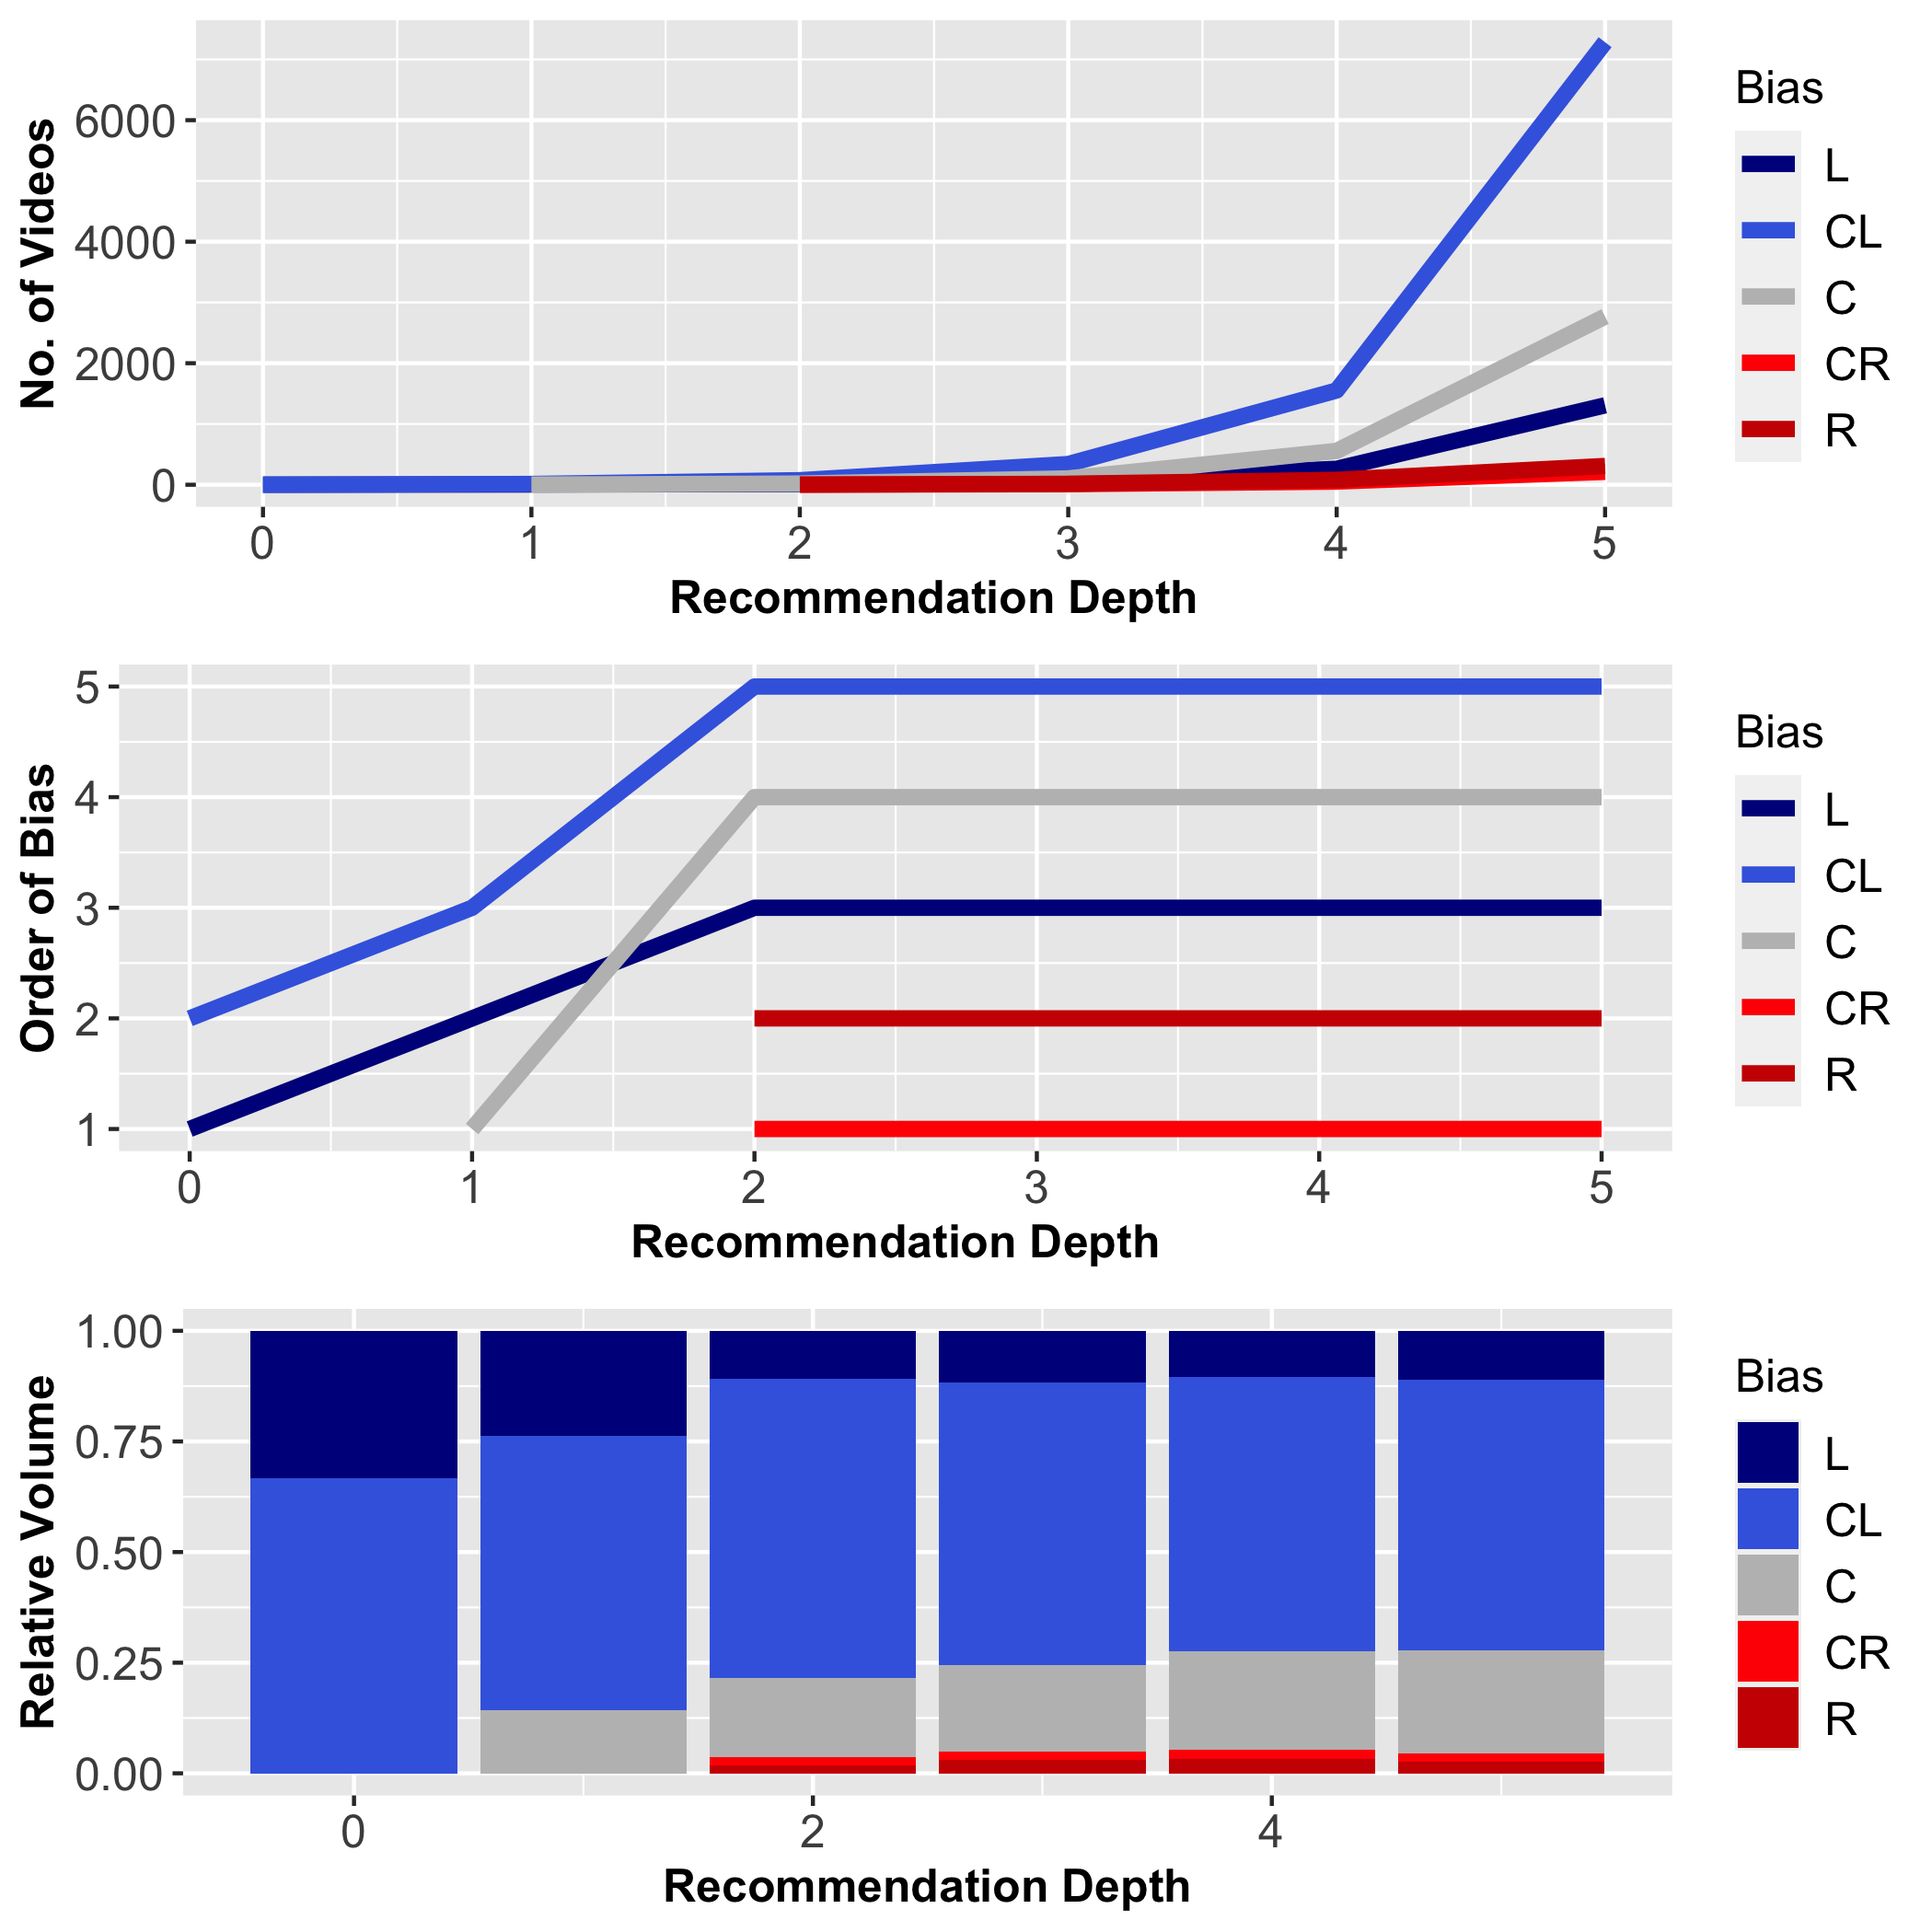 No. of Videos
6000
4000
2000
0
0 1 2 3 4 5
Recommendation Depth
Bias
L
CL
C
CR
R
Order of Bias
5
4
3
2
1
0 1 2 3 4 5
Recommendation Depth
Bias
L
CL
C
CR
R
Relative Volume
1.00
0.75
0.50
0.25
0.00
0 2 4
Recommendation Depth
Bias
L
CL
C
CR
R